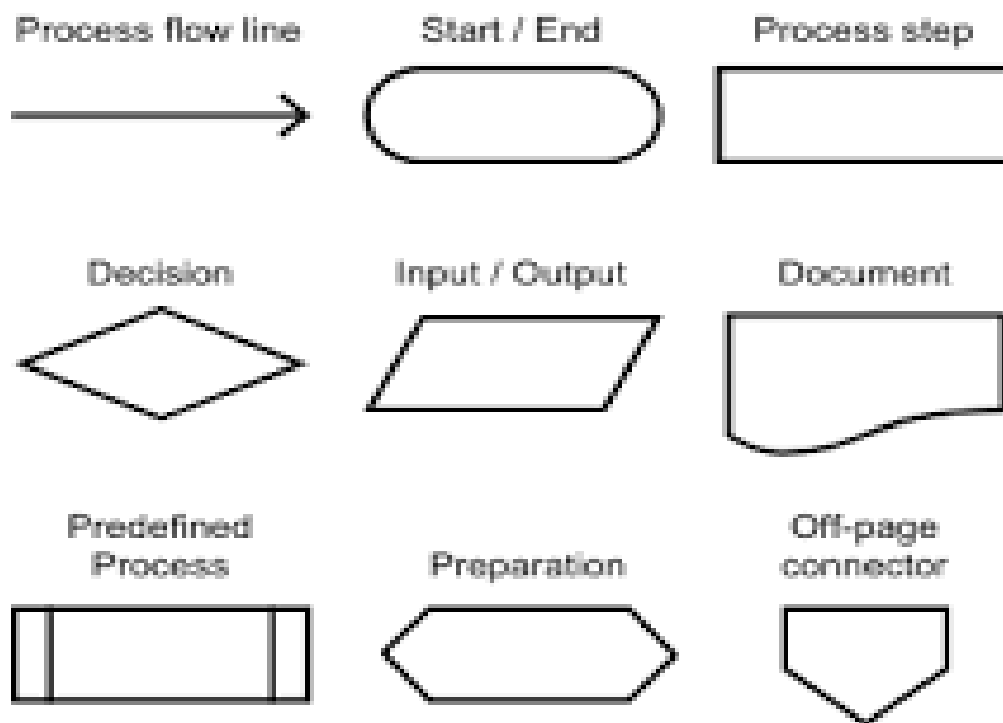 Process flow line
Start / End
Process step
Decision
Input / Output
Document
Predefined
Process
Preparation
Off-page
connector